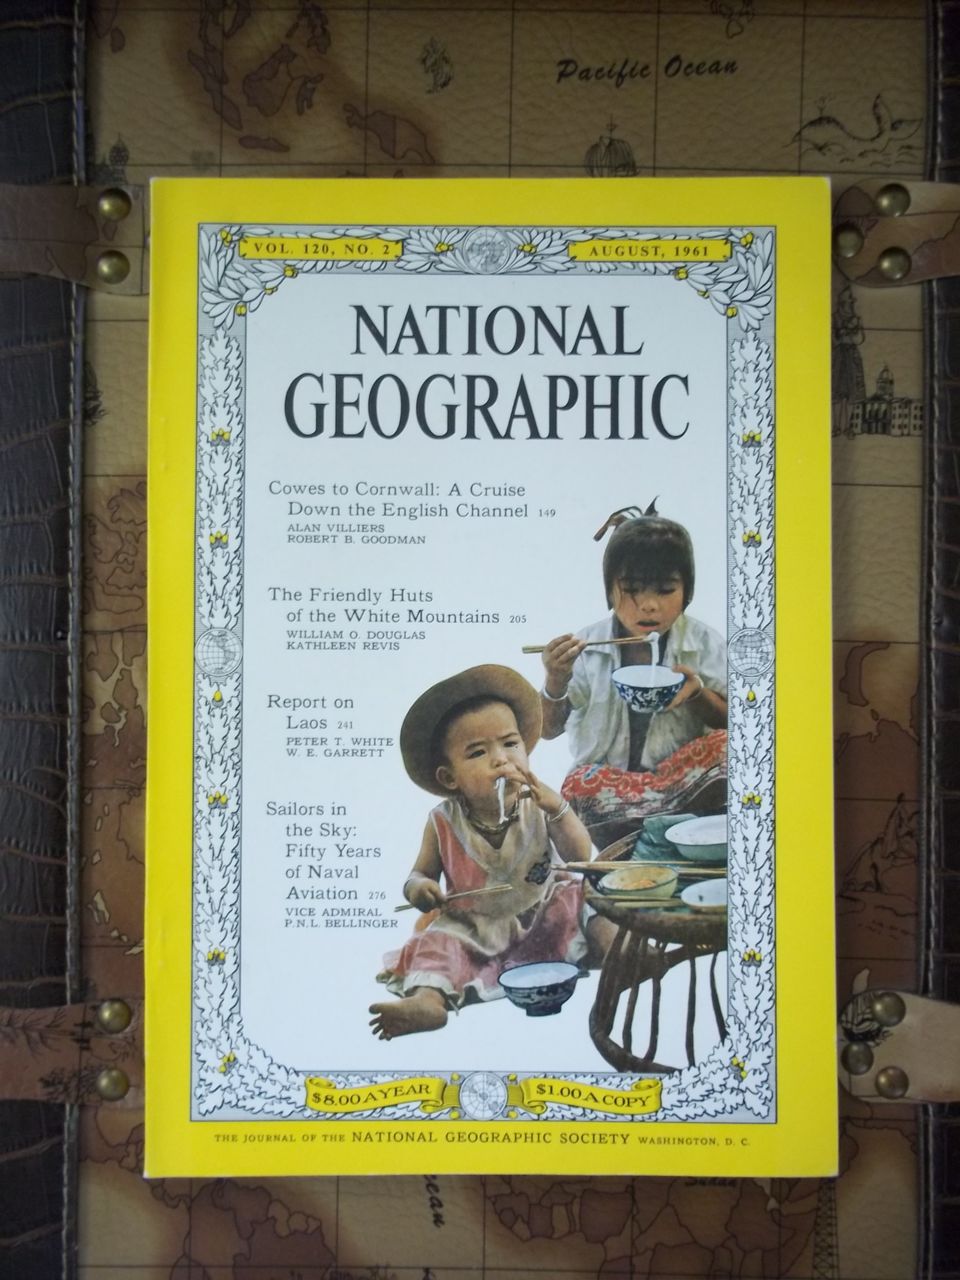 Pacific Ocean
VOL. 120, NO. 2
AUGUST, 1961
NATIONAL
GEOGRAPHIC
Cowes to Cornwall: A Cruise
Down the English Channel 149
ALAN VILLIERS
ROBERT B. GOODMAN
The Friendly Huts
of the White Mountains 205
WILLIAM O. DOUGLAS
KATHLEEN REVIS
Report on
Laos 241
PETER T. WHITE
W. E. GARRETT
Sailors in
the Sky:
Fifty Years
of Naval
Aviation 276
VICE ADMIRAL
P.N.L. BELLINGER
$8.00 A YEAR
$1.00 A COPY
THE JOURNAL OF THE NATIONAL GEOGRAPHIC SOCIETY WASHINGTON, D. C.